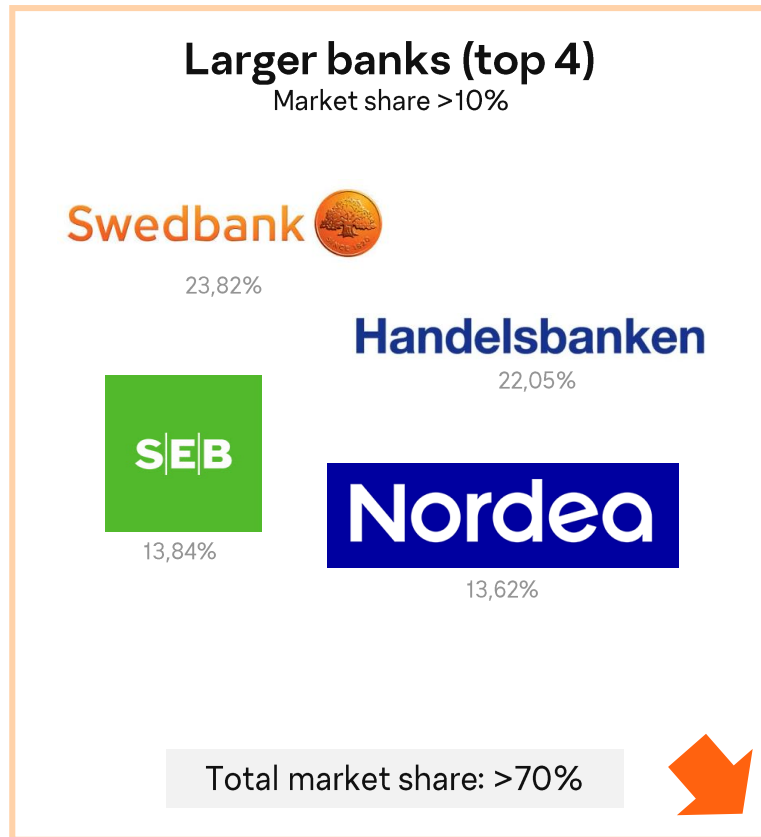 Larger banks (top 4)
Market share >10%
Swedbank
23,82%
Handelsbanken
22,05%
S|E|B
13,84%
Nordea
13,62%
Total market share: >70%